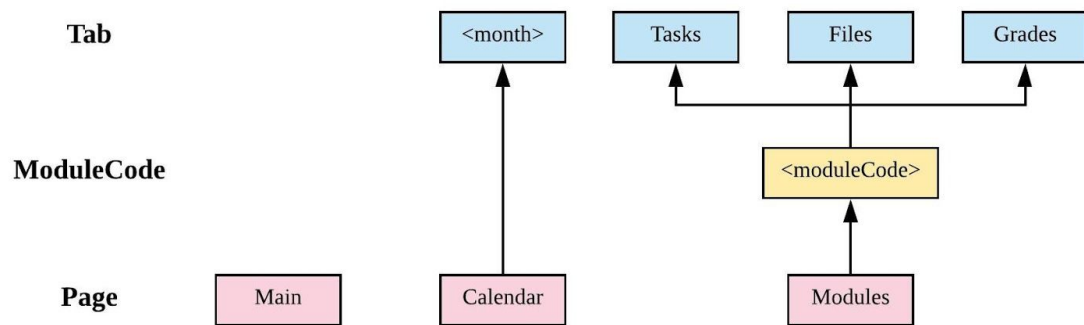 Tab
<month>
Tasks
Files
Grades
ModuleCode
<moduleCode>
Page
Main
Calendar
Modules